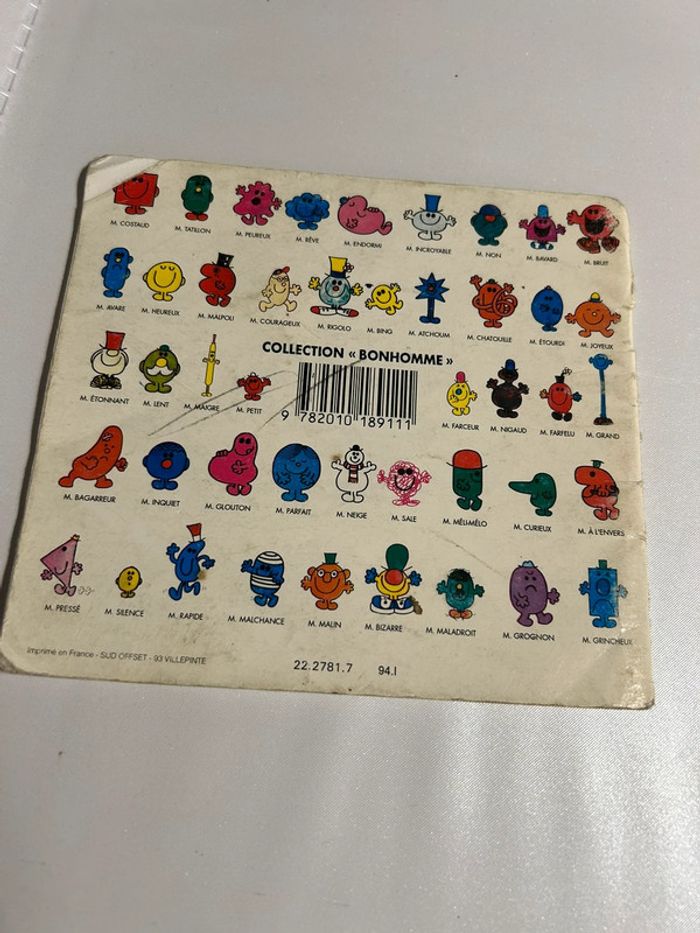 M. COSTAUD M. TATILLON M. PEUREUX M. RÊVE M. ENDORMI M. INCROYABLE M. NON M. BAVARD M. BRUIT
M. AVARE M. HEUREUX M. MALPOLI M. COURAGEUX M. RIGOLO M. BING M. ATCHOUM M. CHATOUILLE M. ÉTOURDI M. JOYEUX
COLLECTION « BONHOMME »
M. ÉTONNANT M. LENT M. MAIGRE M. PETIT
9 782010 189111
M. FARCEUR M. NIGAUD M. FARFELU M. GRAND
M. BAGARREUR M. INQUIET M. GLOUTON M. PARFAIT M. NEIGE M. SALE M. MÉLI-MÉLO M. CURIEUX M. À L'ENVERS
M. PRESSÉ M. SILENCE M. RAPIDE M. MALCHANCE M. MALIN M. BIZARRE M. MALADROIT M. GROGNON M. GRINCHEUX
Imprimé en France - SUD OFFSET - 93 VILLEPINTE
22.2781.7 94.I